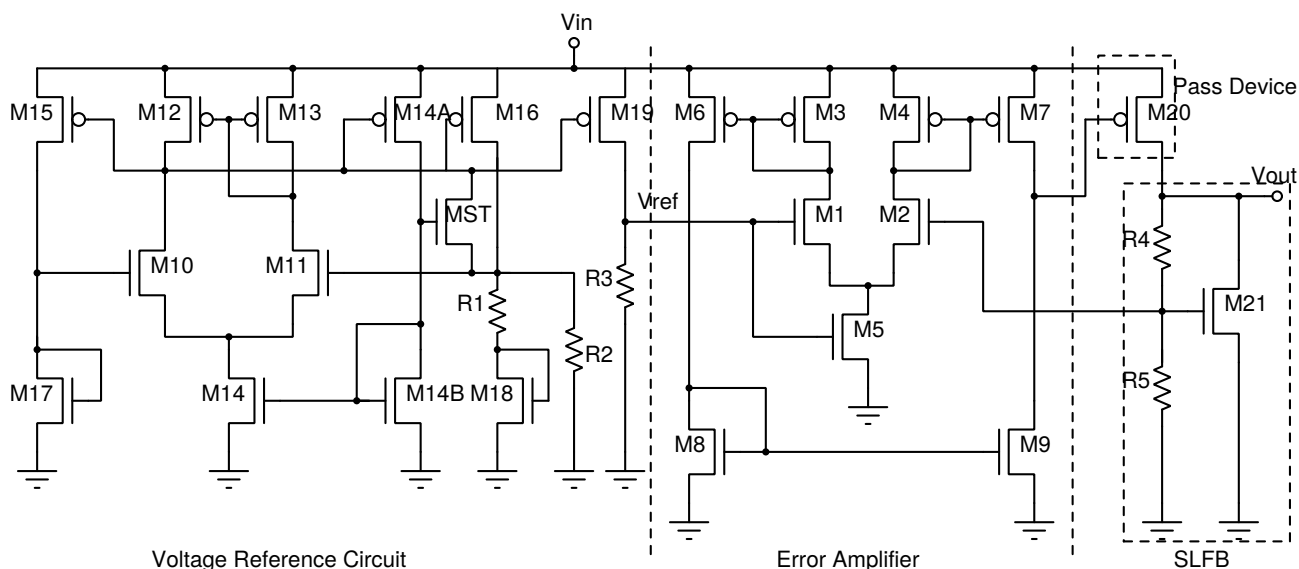 Vin
M15
M12
M13
M14A
M16
M19
M6
M3
M4
M7
M20
Pass Device
Vout
Vref
MST
M1
M2
R4
M10
M11
R1
R3
M5
M21
R2
R5
M17
M14
M14B
M18
M8
M9
Voltage Reference Circuit
Error Amplifier
SLFB